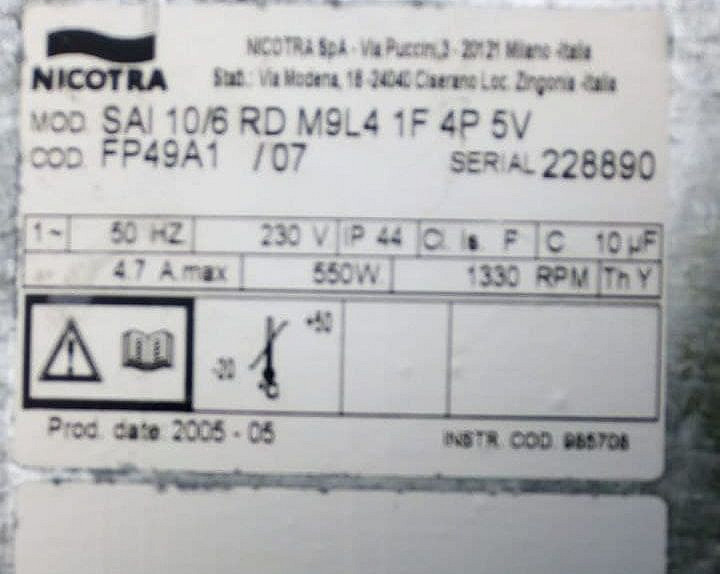 NICOTRA
NICOTRA SpA - Via Puccini,3 - 20121 Milano -Italia
Stab.: Via Modena, 18 -24040 Ciserano Loc. Zingonia -Italia
MOD. SAI 10/6 RD M9L4 1F 4P 5V
COD. FP49A1 /07 SERIAL 228890
1~ 50 HZ 230 V IP 44 Cl. Is. F C 10 µF
4.7 A.max 550W 1330 RPM Th Y
-20 +50
Prod. date 2005 - 05 INSTR. COD. 985708